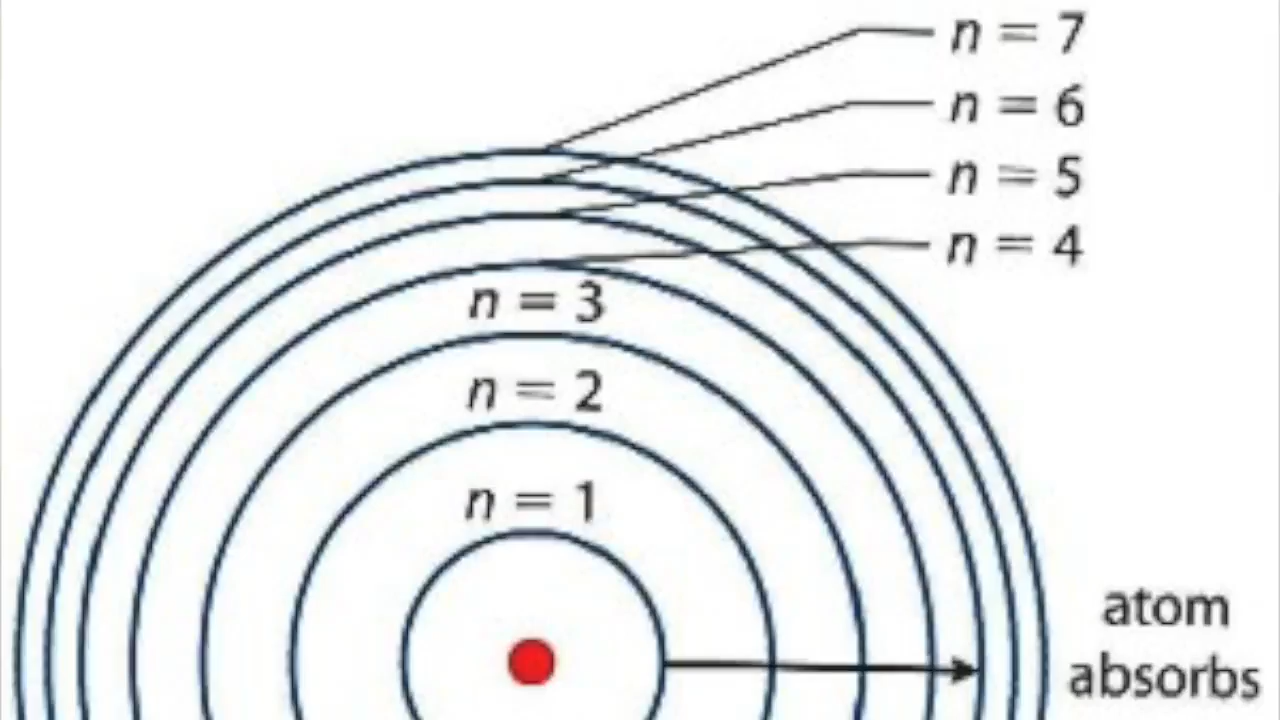 n = 7
n = 6
n = 5
n = 4
n = 3
n = 2
n = 1
atom
absorbs